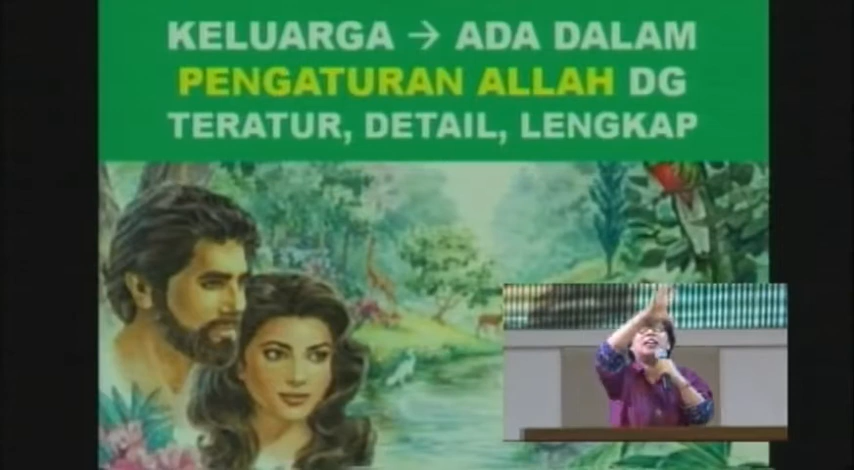 KELUARGA → ADA DALAM
PENGATURAN ALLAH DG
TERATUR, DETAIL, LENGKAP